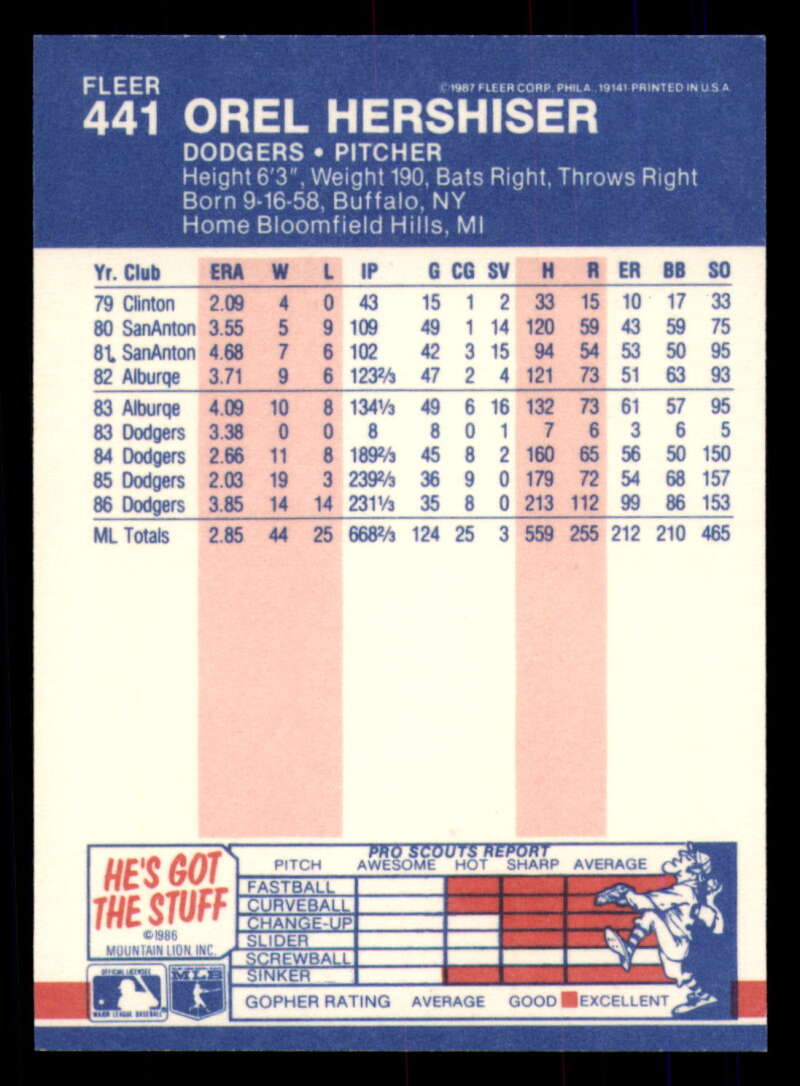 FLEER
©1987 FLEER CORP. PHILA., 19141 PRINTED IN U.S.A.
441 OREL HERSHISER
DODGERS • PITCHER
Height 6'3", Weight 190, Bats Right, Throws Right
Born 9-16-58, Buffalo, NY
Home Bloomfield Hills, MI
Yr. Club ERA W L IP G CG SV H R ER BB SO
79 Clinton 2.09 4 0 43 15 1 2 33 15 10 17 33
80 SanAnton 3.55 5 9 109 49 1 14 120 59 43 59 75
81 SanAnton 4.68 7 6 102 42 3 15 94 54 53 50 95
82 Alburqe 3.71 9 6 123⅔ 47 2 4 121 73 51 63 93
83 Alburqe 4.09 10 8 134⅓ 49 6 16 132 73 61 57 95
83 Dodgers 3.38 0 0 8 8 0 1 7 6 3 6 5
84 Dodgers 2.66 11 8 189⅔ 45 8 2 160 65 56 50 150
85 Dodgers 2.03 19 3 239⅔ 36 9 0 179 72 54 68 157
86 Dodgers 3.85 14 14 231⅓ 35 8 0 213 112 99 86 153
ML Totals 2.85 44 25 668⅔ 124 25 3 559 255 212 210 465
HE'S GOT
THE STUFF
©1986
MOUNTAIN LION, INC.
PRO SCOUTS REPORT
PITCH AWESOME HOT SHARP AVERAGE
FASTBALL
CURVEBALL
CHANGE-UP
SLIDER
SCREWBALL
SINKER
GOPHER RATING AVERAGE GOOD EXCELLENT
OFFICIAL LICENSEE
MAJOR LEAGUE BASEBALL
MLB